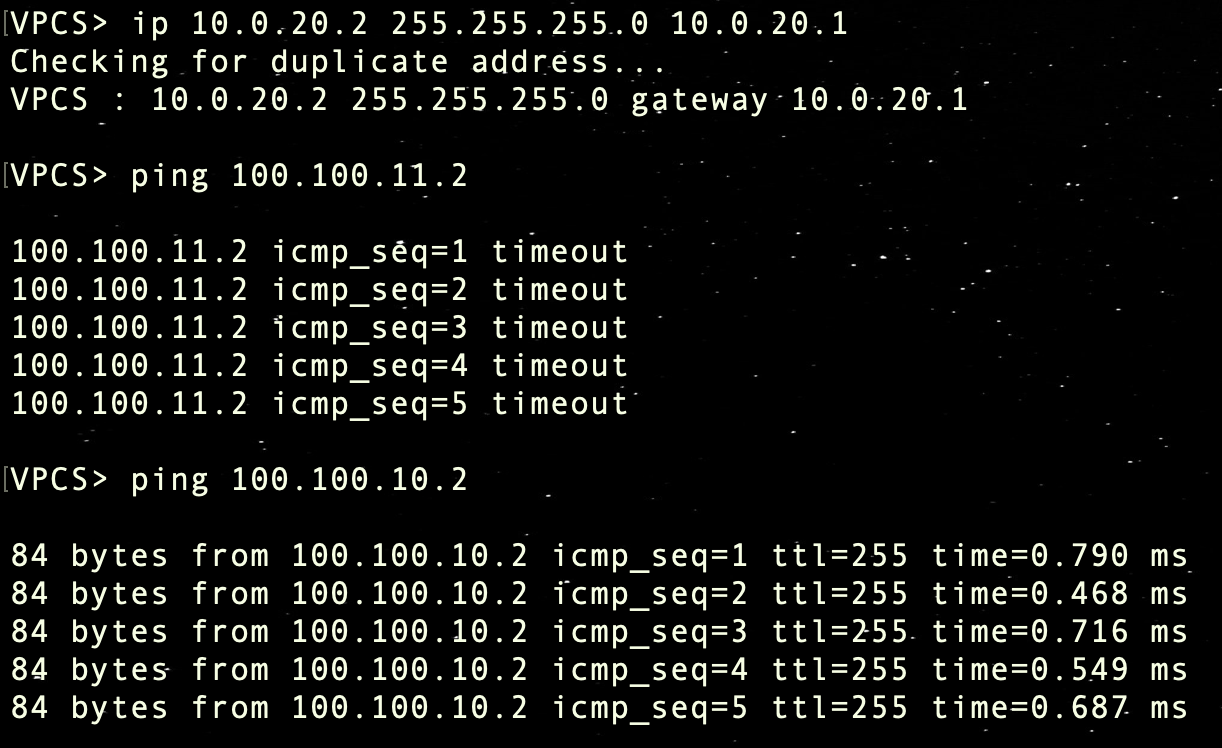 [VPCS> ip 10.0.20.2 255.255.255.0 10.0.20.1
Checking for duplicate address...
VPCS : 10.0.20.2 255.255.255.0 gateway 10.0.20.1
[VPCS> ping 100.100.11.2
100.100.11.2 icmp_seq=1 timeout
100.100.11.2 icmp_seq=2 timeout
100.100.11.2 icmp_seq=3 timeout
100.100.11.2 icmp_seq=4 timeout
100.100.11.2 icmp_seq=5 timeout
[VPCS> ping 100.100.10.2
84 bytes from 100.100.10.2 icmp_seq=1 ttl=255 time=0.790 ms
84 bytes from 100.100.10.2 icmp_seq=2 ttl=255 time=0.468 ms
84 bytes from 100.100.10.2 icmp_seq=3 ttl=255 time=0.716 ms
84 bytes from 100.100.10.2 icmp_seq=4 ttl=255 time=0.549 ms
84 bytes from 100.100.10.2 icmp_seq=5 ttl=255 time=0.687 ms